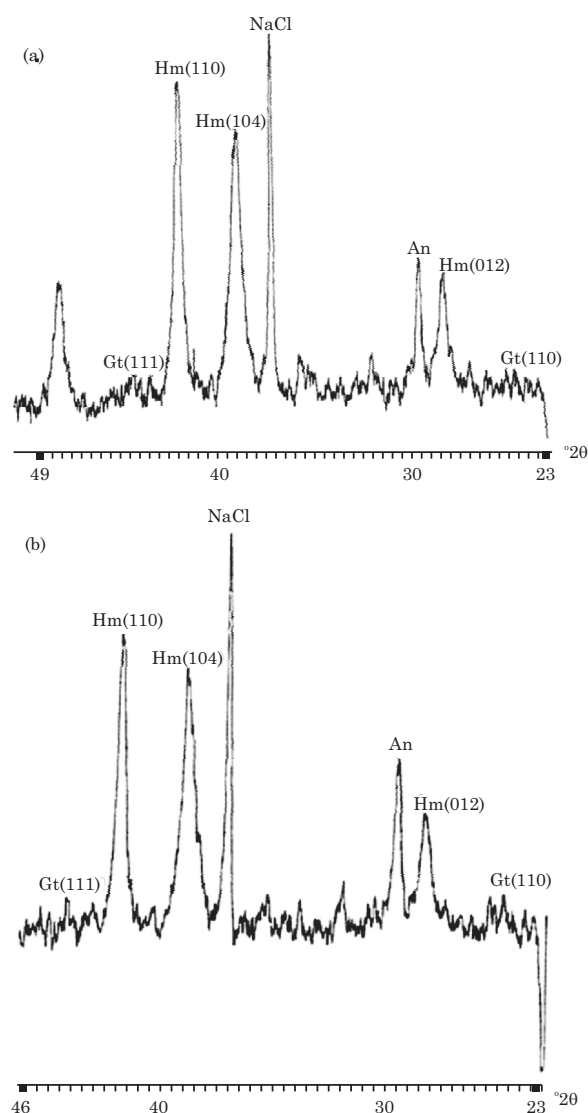 (a)
NaCl
Hm(110)
Hm(104)
An
Hm(012)
Gt(111)
Gt(110)
49
40
30
23
°2θ
(b)
NaCl
Hm(110)
Hm(104)
An
Hm(012)
Gt(111)
Gt(110)
46
40
30
23
°2θ